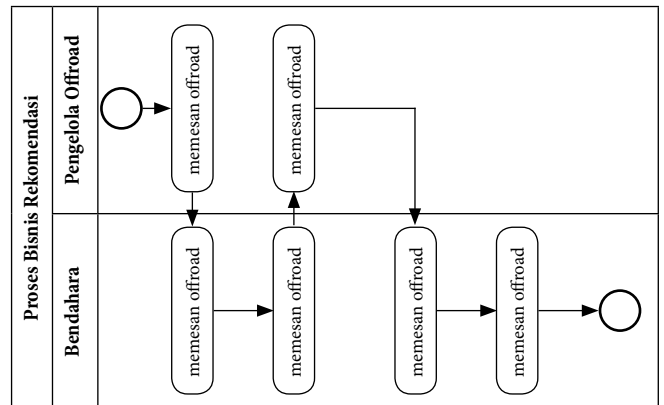 Proses Bisnis Rekomendasi
Pengelola Offroad
memesan offroad
memesan offroad
Bendahara
memesan offroad
memesan offroad
memesan offroad
memesan offroad